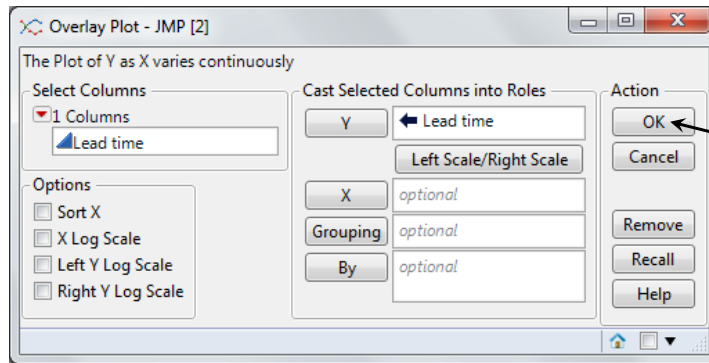 Overlay Plot - JMP [2]
The Plot of Y as X varies continuously
Select Columns
1 Columns
Lead time
Options
Sort X
X Log Scale
Left Y Log Scale
Right Y Log Scale
Cast Selected Columns into Roles
Y
Lead time
Left Scale/Right Scale
X
optional
Grouping
optional
By
optional
Action
OK
Cancel
Remove
Recall
Help